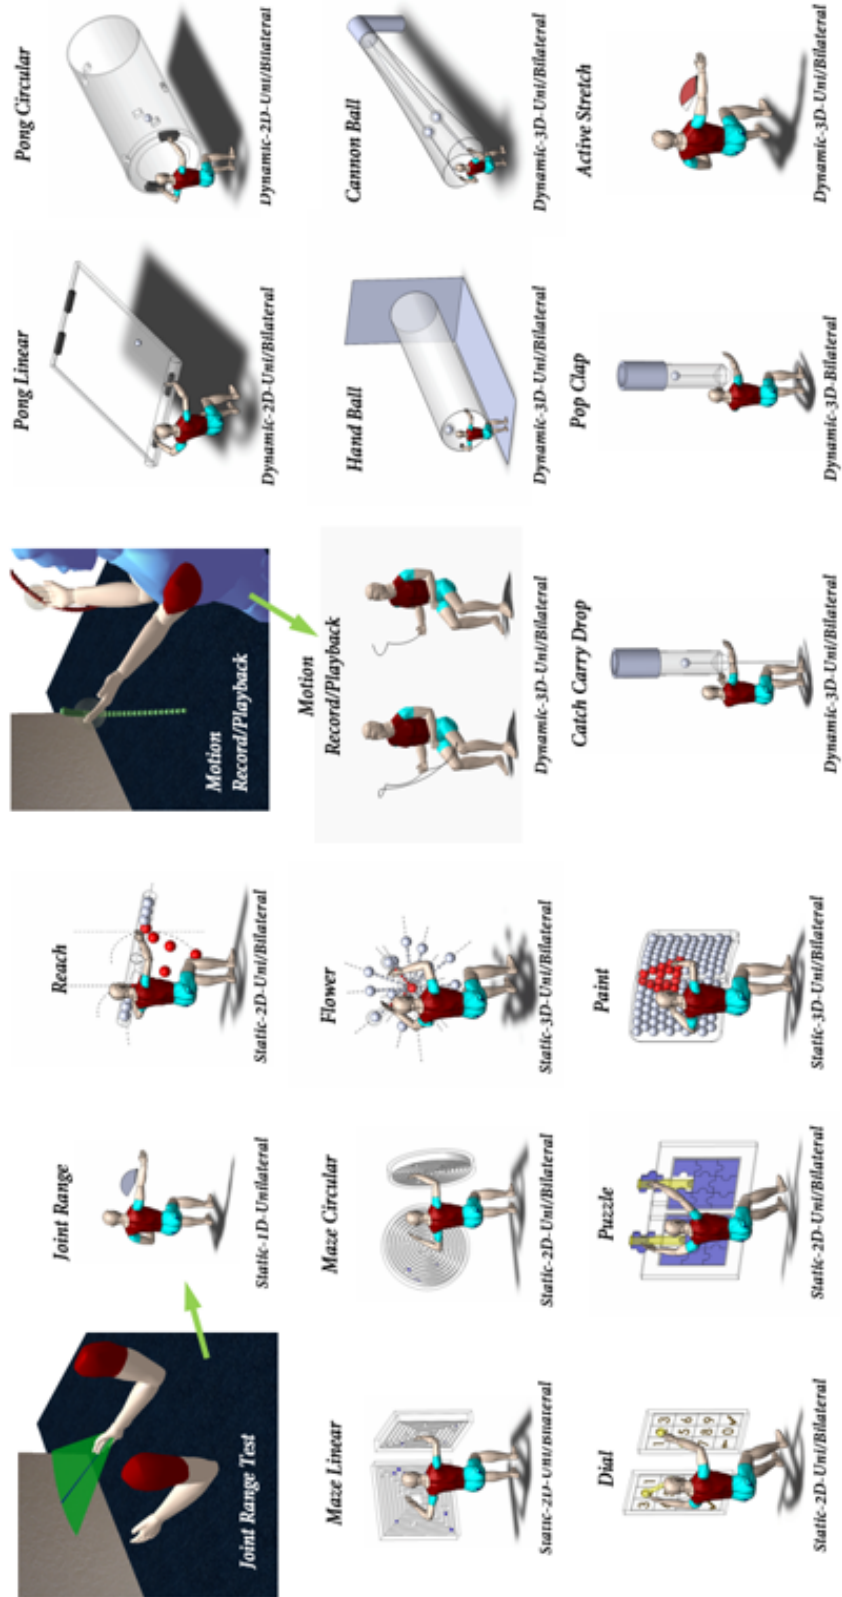 Joint Range Test
Joint Range
Static-1D-Unilateral
Reach
Static-2D-Uni/Bilateral
Motion
Record/Playback
Pong Linear
Dynamic-2D-Uni/Bilateral
Pong Circular
Dynamic-2D-Uni/Bilateral
Maze Linear
Static-2D-Uni/Bilateral
Maze Circular
Static-2D-Uni/Bilateral
Flower
Static-3D-Uni/Bilateral
Motion
Record/Playback
Dynamic-3D-Uni/Bilateral
Hand Ball
Dynamic-3D-Uni/Bilateral
Cannon Ball
Dynamic-3D-Uni/Bilateral
Dial
Static-2D-Uni/Bilateral
Puzzle
Static-2D-Uni/Bilateral
Paint
Static-3D-Uni/Bilateral
Catch Carry Drop
Dynamic-3D-Uni/Bilateral
Pop Clap
Dynamic-3D-Bilateral
Active Stretch
Dynamic-3D-Uni/Bilateral